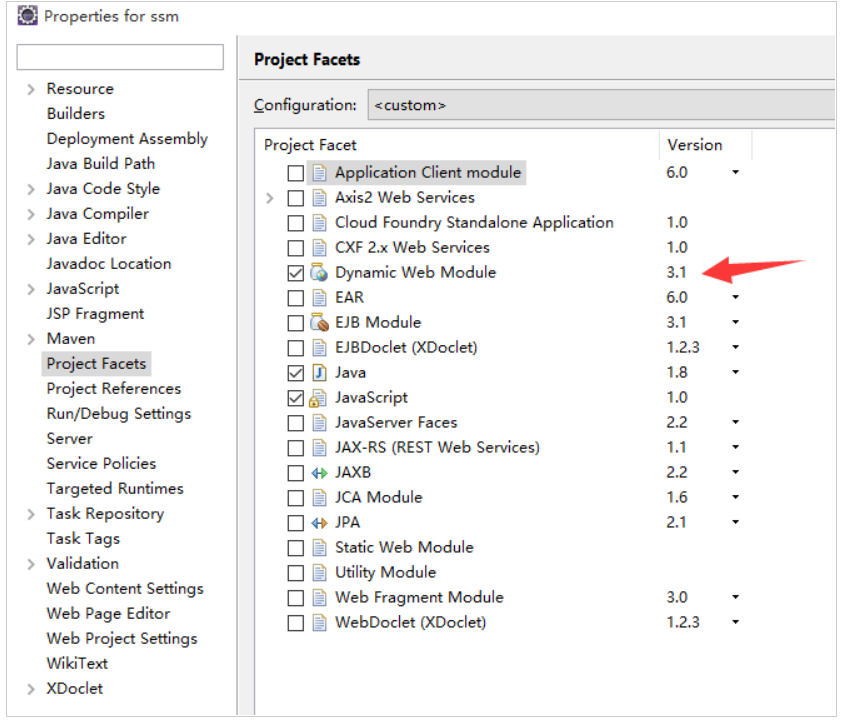 Properties for ssm
Resource
Builders
Deployment Assembly
Java Build Path
Java Code Style
Java Compiler
Java Editor
Javadoc Location
JavaScript
JSP Fragment
Maven
Project Facets
Project References
Run/Debug Settings
Server
Service Policies
Targeted Runtimes
Task Repository
Task Tags
Validation
Web Content Settings
Web Page Editor
Web Project Settings
WikiText
XDoclet
Project Facets
Configuration: <custom>
Project Facet Version
Application Client module 6.0
Axis2 Web Services
Cloud Foundry Standalone Application 1.0
CXF 2.x Web Services 1.0
Dynamic Web Module 3.1
EAR 6.0
EJB Module 3.1
EJBDoclet (XDoclet) 1.2.3
Java 1.8
JavaScript 1.0
JavaServer Faces 2.2
JAX-RS (REST Web Services) 1.1
JAXB 2.2
JCA Module 1.6
JPA 2.1
Static Web Module
Utility Module
Web Fragment Module 3.0
WebDoclet (XDoclet) 1.2.3